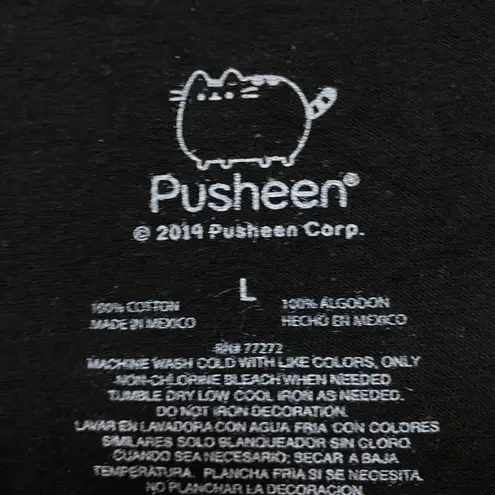 Pusheen®
© 2019 Pusheen Corp.
L
100% COTTON
MADE IN MEXICO
100% ALGODON
HECHO EN MEXICO
RN# 77272
MACHINE WASH COLD WITH LIKE COLORS, ONLY
NON-CHLORINE BLEACH WHEN NEEDED
TUMBLE DRY LOW COOL IRON AS NEEDED.
DO NOT IRON DECORATION.
LAVAR EN LAVADORA CON AGUA FRIA CON COLORES
SIMILARES SOLO BLANQUEADOR SIN CLORO
CUANDO SEA NECESARIO; SECAR A BAJA
TEMPERATURA. PLANCHA FRIA SI SE NECESITA.
NO PLANCHAR LA DECORACION